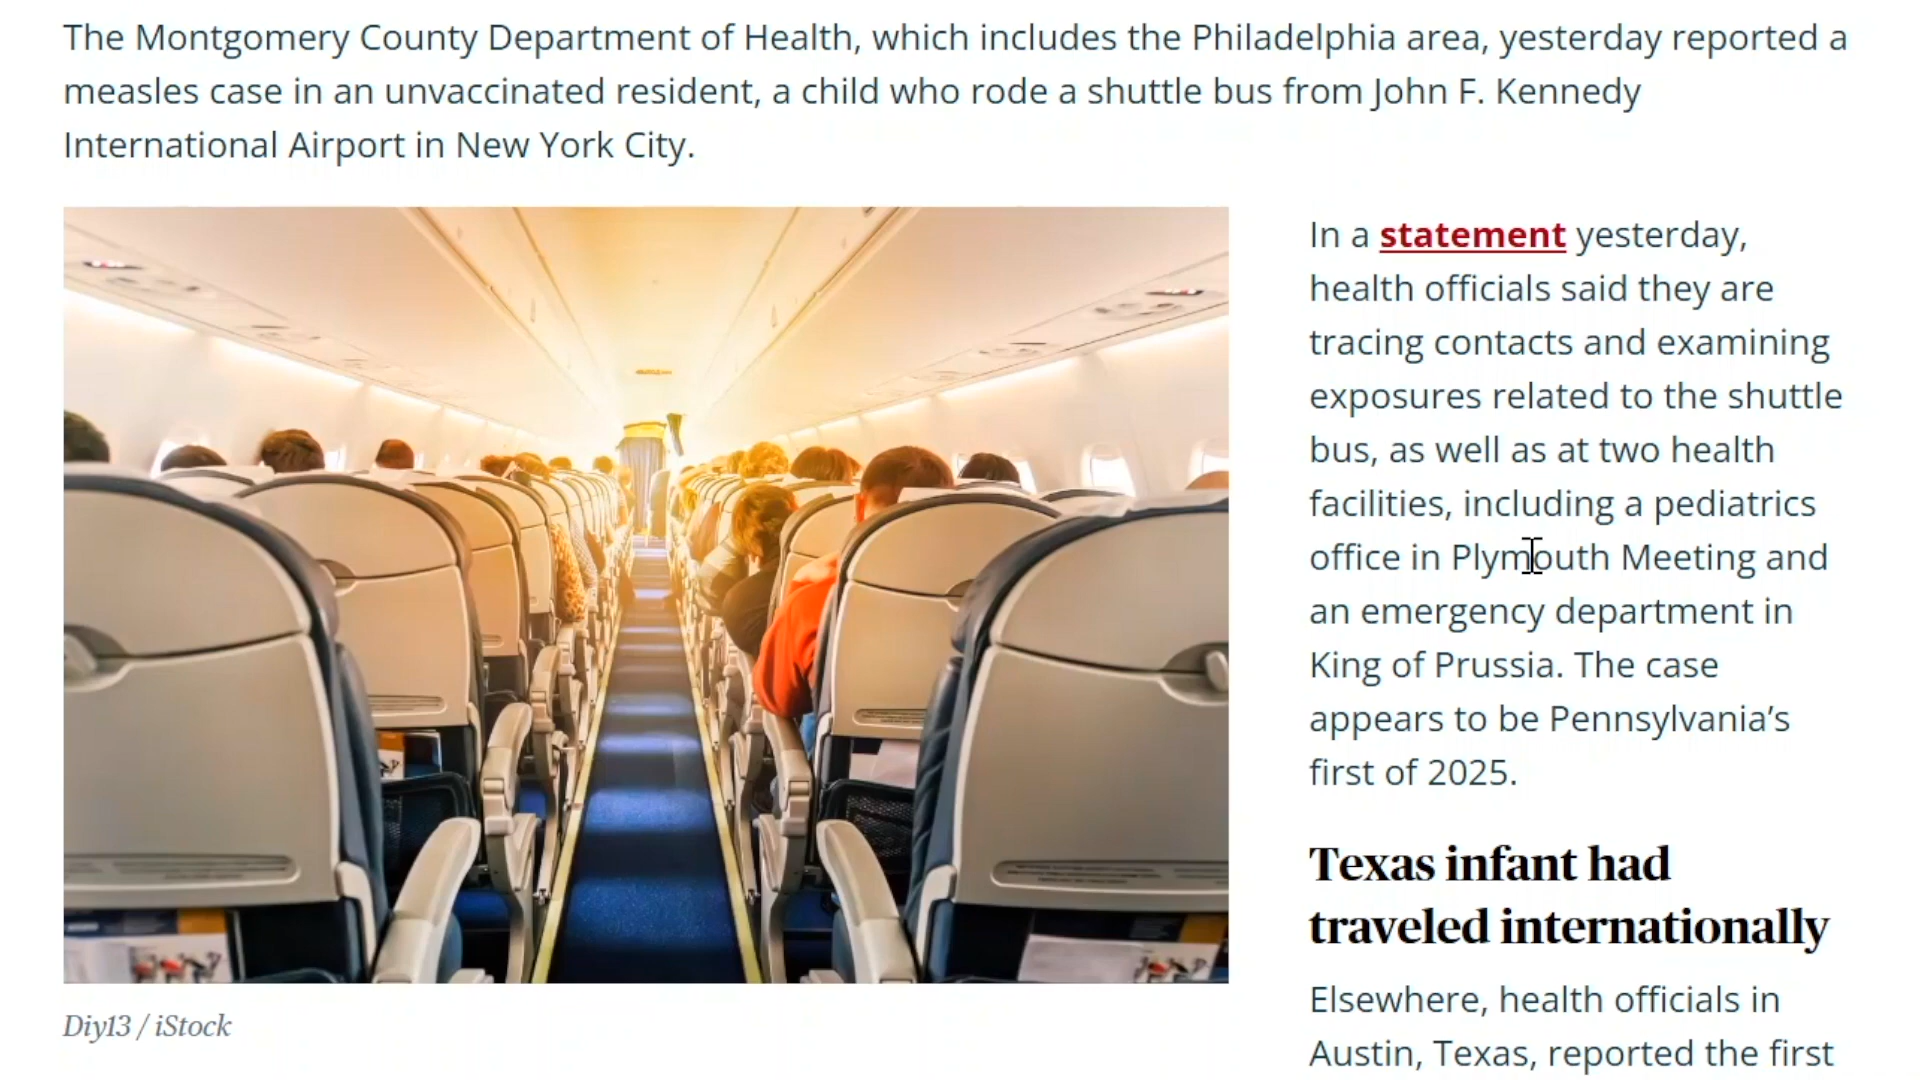 The Montgomery County Department of Health, which includes the Philadelphia area, yesterday reported a
measles case in an unvaccinated resident, a child who rode a shuttle bus from John F. Kennedy
International Airport in New York City.
In a statement yesterday,
health officials said they are
tracing contacts and examining
exposures related to the shuttle
bus, as well as at two health
facilities, including a pediatrics
office in Plymouth Meeting and
an emergency department in
King of Prussia. The case
appears to be Pennsylvania’s
first of 2025.
Texas infant had
traveled internationally
Elsewhere, health officials in
Austin, Texas, reported the first
Diy13 / iStock